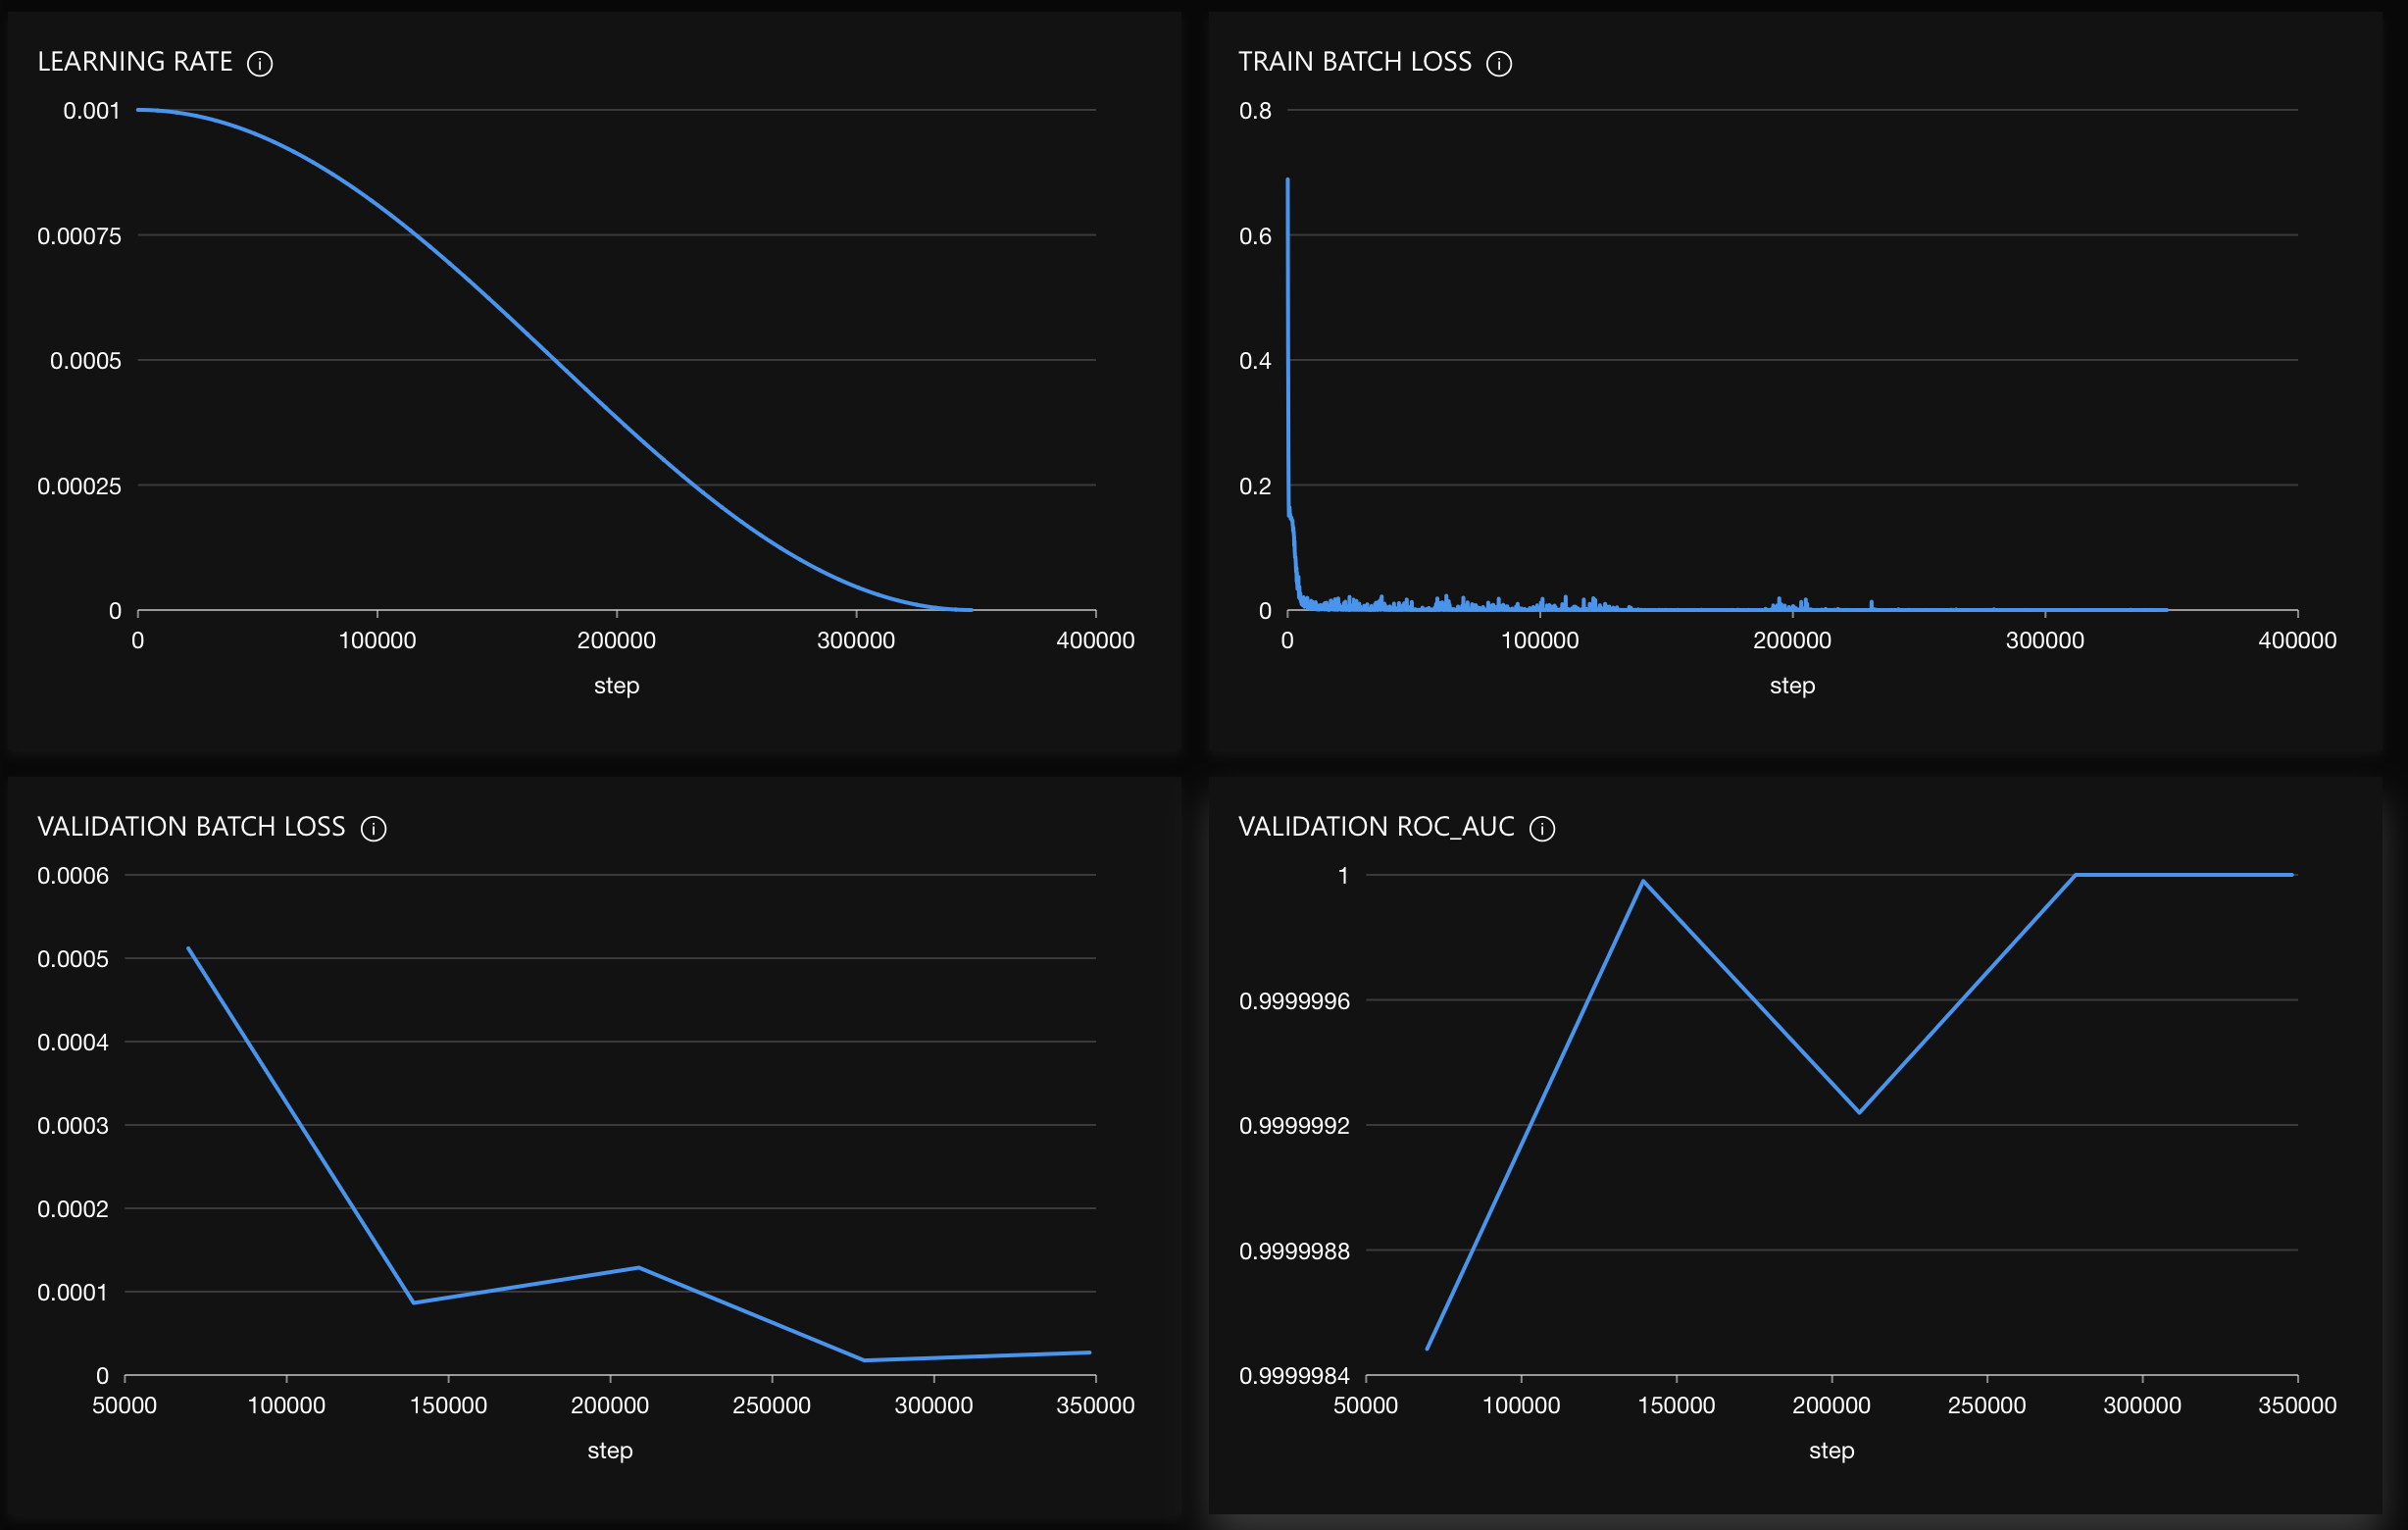 LEARNING RATE
0.001
0.00075
0.0005
0.00025
0
0 100000 200000 300000 400000
step
TRAIN BATCH LOSS
0.8
0.6
0.4
0.2
0
0 100000 200000 300000 400000
step
VALIDATION BATCH LOSS
0.0006
0.0005
0.0004
0.0003
0.0002
0.0001
0
50000 100000 150000 200000 250000 300000 350000
step
VALIDATION ROC_AUC
1
0.9999996
0.9999992
0.9999988
0.9999984
50000 100000 150000 200000 250000 300000 350000
step